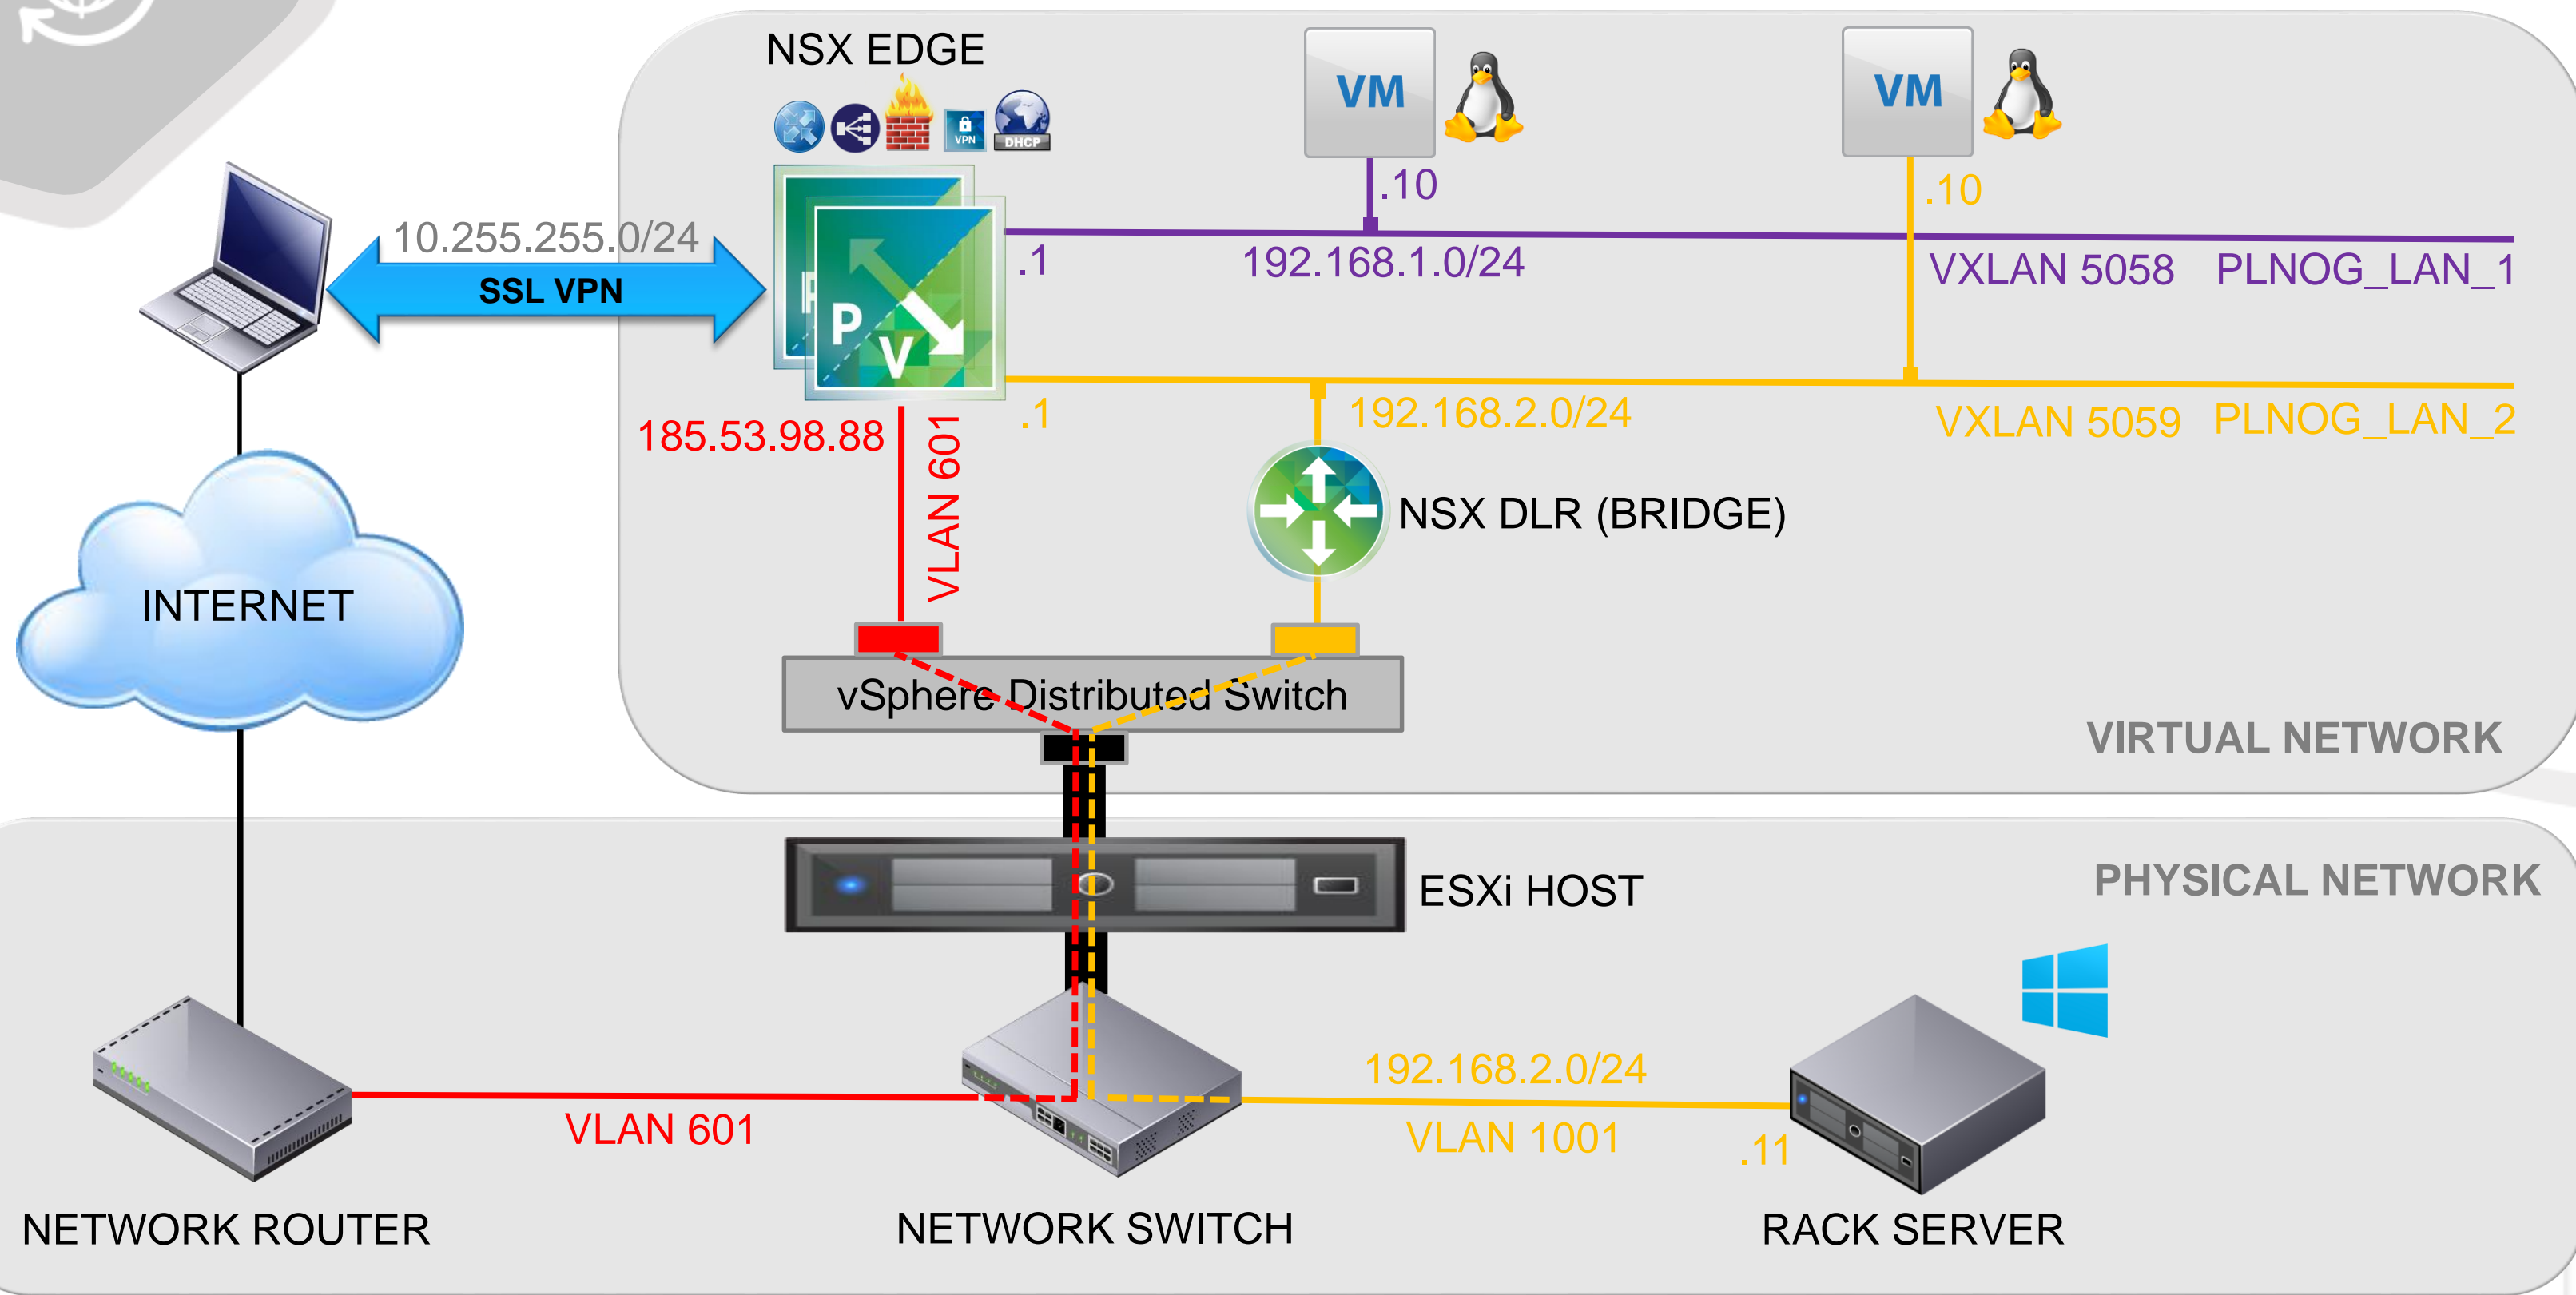 NSX EDGE
VPN
DHCP
VM
VM
.10
.10
10.255.255.0/24
SSL VPN
P
V
.1
192.168.1.0/24
VXLAN 5058
PLNOG_LAN_1
.1
192.168.2.0/24
VXLAN 5059
PLNOG_LAN_2
185.53.98.88
VLAN 601
NSX DLR (BRIDGE)
INTERNET
vSphere Distributed Switch
VIRTUAL NETWORK
PHYSICAL NETWORK
ESXi HOST
192.168.2.0/24
VLAN 601
VLAN 1001
.11
NETWORK ROUTER
NETWORK SWITCH
RACK SERVER